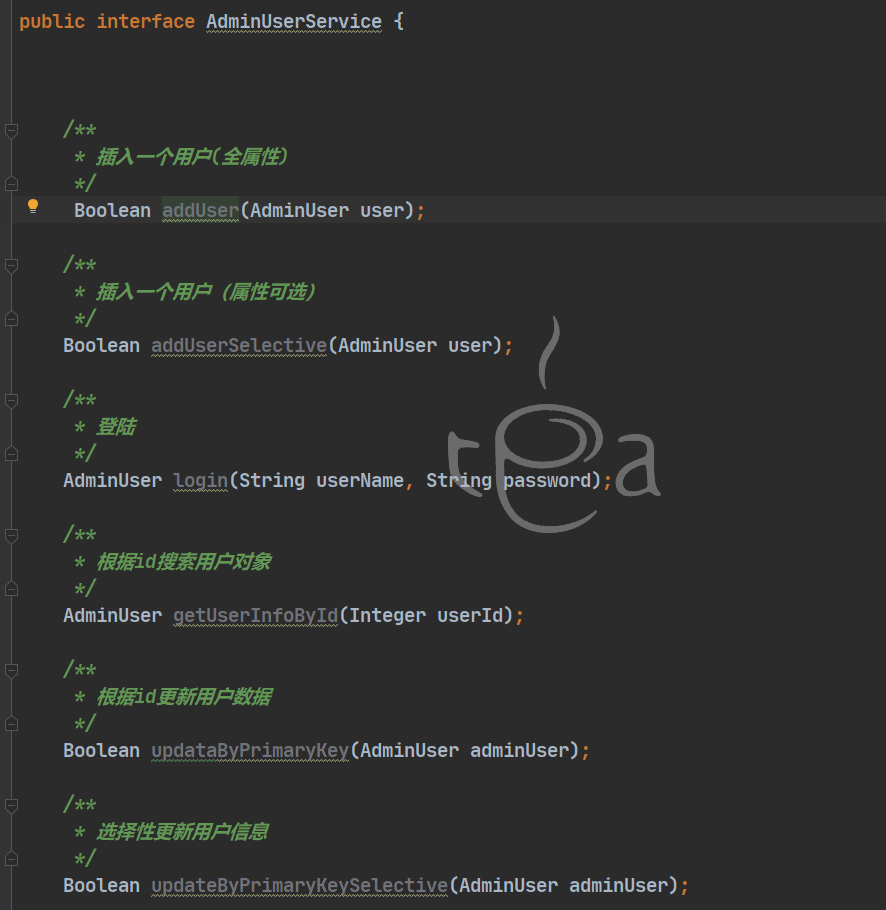 public interface AdminUserService {
/**
* 插入一个用户(全属性)
*/
Boolean addUser(AdminUser user);
/**
* 插入一个用户（属性可选）
*/
Boolean addUserSelective(AdminUser user);
/**
* 登陆
*/
AdminUser login(String userName, String password);
/**
* 根据id搜索用户对象
*/
AdminUser getUserInfoById(Integer userId);
/**
* 根据id更新用户数据
*/
Boolean updataByPrimaryKey(AdminUser adminUser);
/**
* 选择性更新用户信息
*/
Boolean updateByPrimaryKeySelective(AdminUser adminUser);